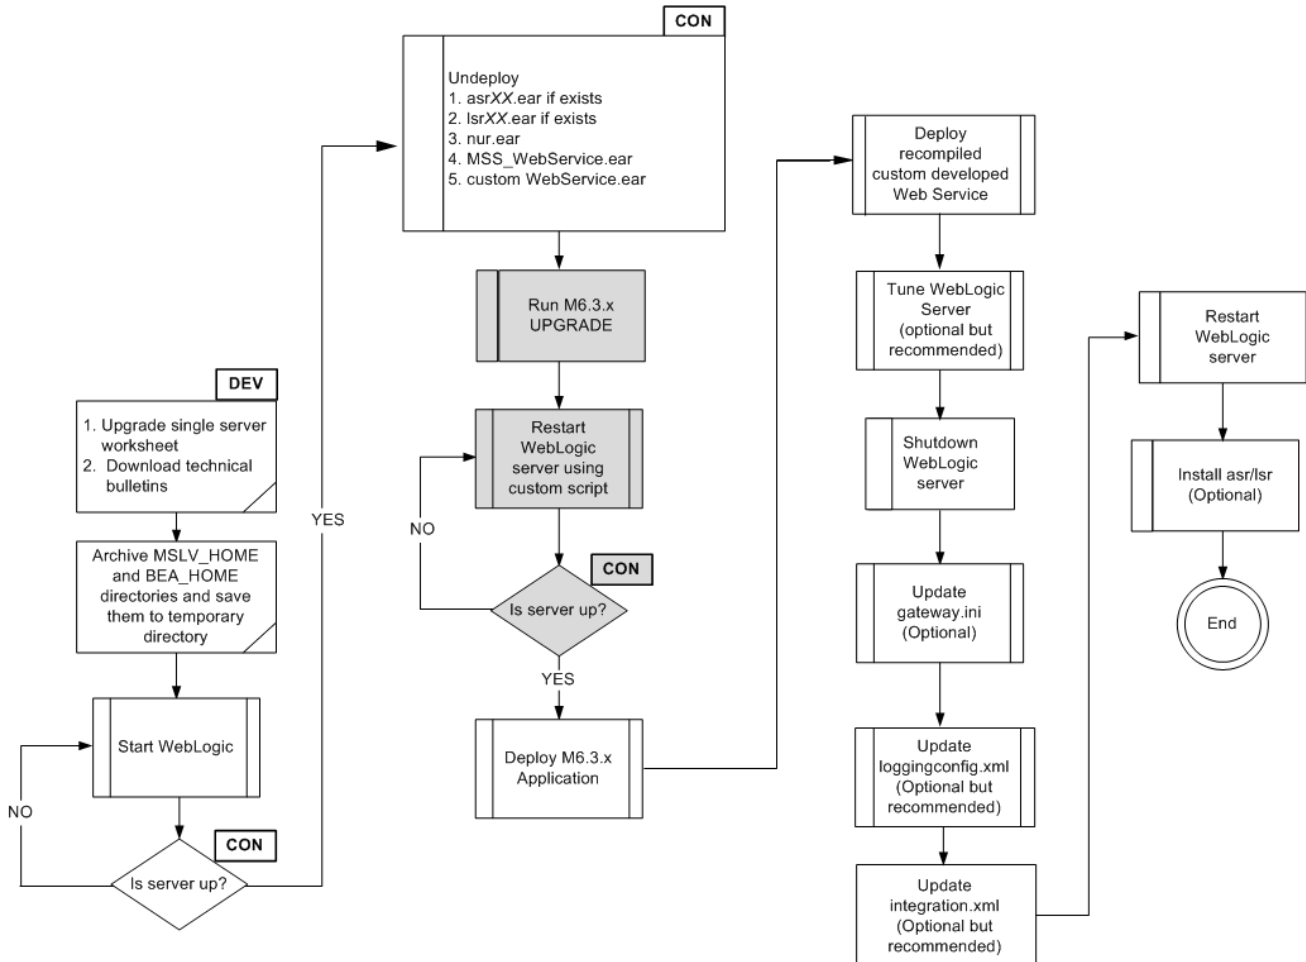 DEV
1. Upgrade single server
worksheet
2. Download technical
bulletins
Archive MSLV_HOME
and BEA_HOME
directories and save
them to temporary
directory
Start WebLogic
NO
CON
Is server up?
YES
CON
Undeploy
1. asrXX.ear if exists
2. lsrXX.ear if exists
3. nur.ear
4. MSS_WebService.ear
5. custom WebService.ear
Run M6.3.x
UPGRADE
Restart
WebLogic
server using
custom script
NO
CON
Is server up?
YES
Deploy M6.3.x
Application
Deploy
recompiled
custom developed
Web Service
Tune WebLogic
Server
(optional but
recommended)
Shutdown
WebLogic
server
Update
gateway.ini
(Optional)
Update
loggingconfig.xml
(Optional but
recommended)
Update
integration.xml
(Optional but
recommended)
Restart
WebLogic
server
Install asr/lsr
(Optional)
End